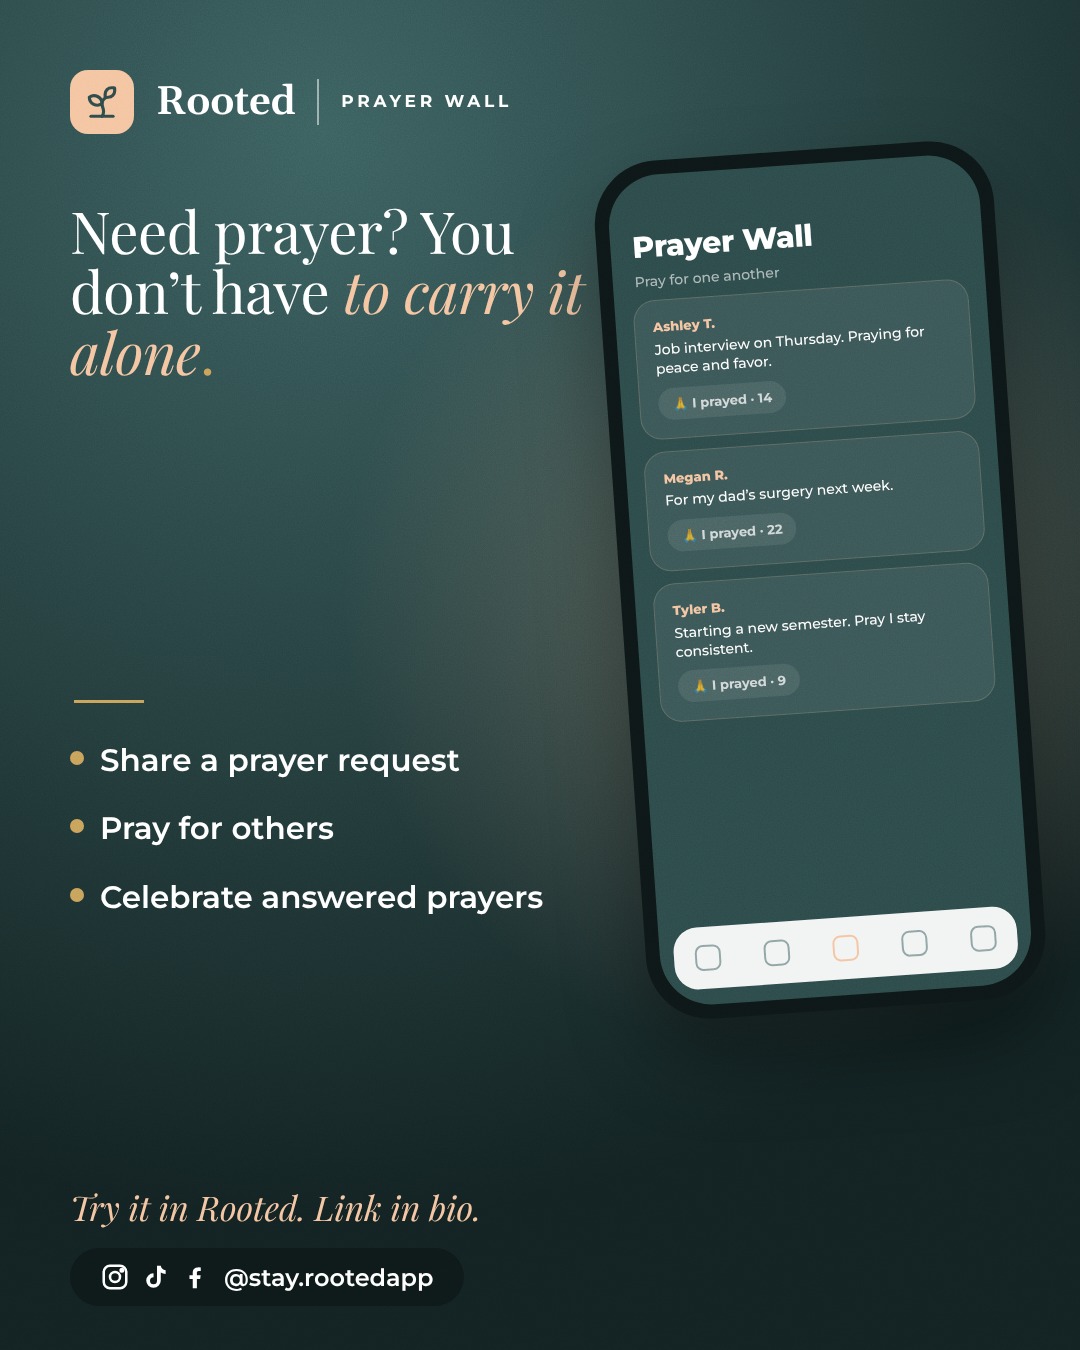 Rooted
PRAYER WALL
Need prayer? You
don’t have to carry it
alone.
Share a prayer request
Pray for others
Celebrate answered prayers
Prayer Wall
Pray for one another
Ashley T.
Job interview on Thursday. Praying for
peace and favor.
🙏 I prayed · 14
Megan R.
For my dad’s surgery next week.
🙏 I prayed · 22
Tyler B.
Starting a new semester. Pray I stay
consistent.
🙏 I prayed · 9
Try it in Rooted. Link in bio.
@stay.rootedapp